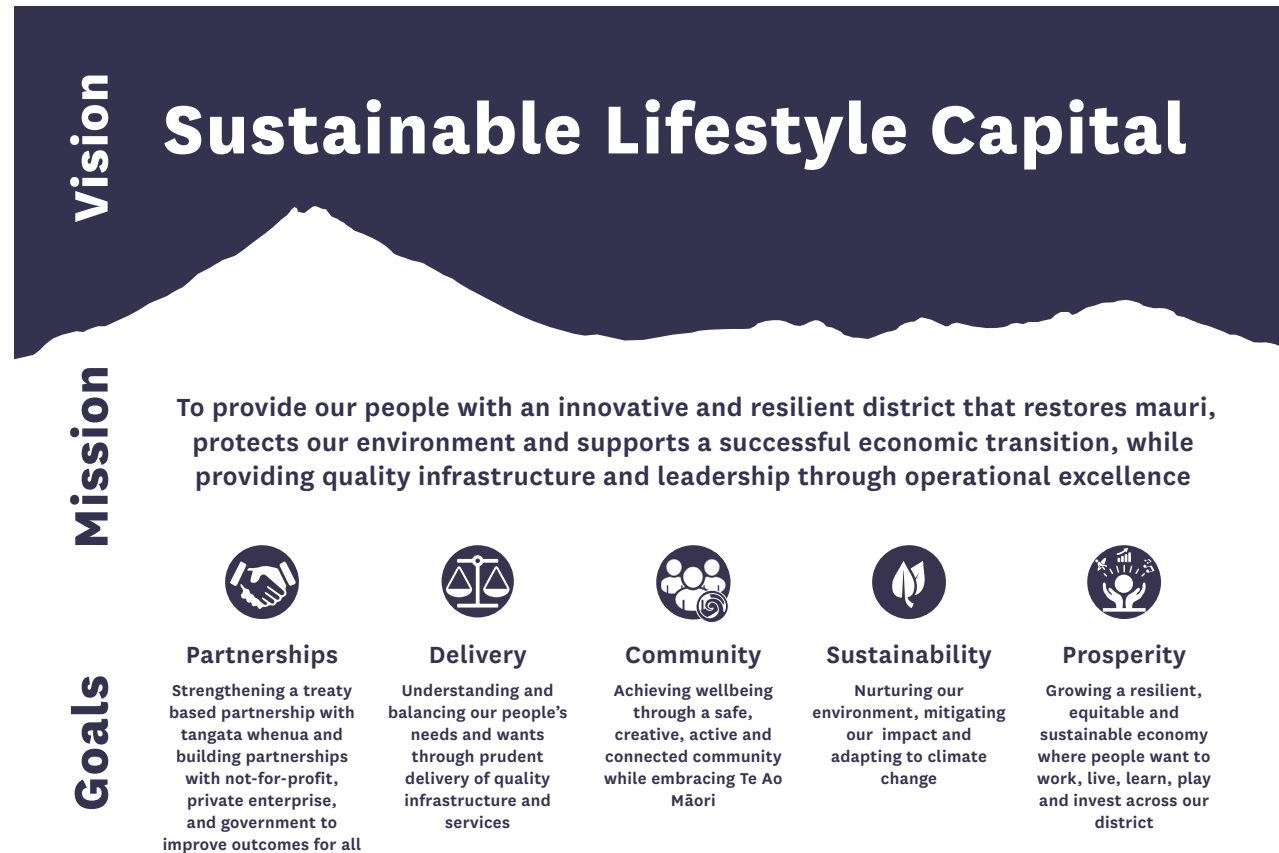 Vision
Sustainable Lifestyle Capital
Mission
To provide our people with an innovative and resilient district that restores mauri,
protects our environment and supports a successful economic transition, while
providing quality infrastructure and leadership through operational excellence
Goals
Partnerships
Strengthening a treaty
based partnership with
tangata whenua and
building partnerships
with not-for-profit,
private enterprise,
and government to
improve outcomes for all
Delivery
Understanding and
balancing our people’s
needs and wants
through prudent
delivery of quality
infrastructure and
services
Community
Achieving wellbeing
through a safe,
creative, active and
connected community
while embracing Te Ao
Māori
Sustainability
Nurturing our
environment, mitigating
our impact and
adapting to climate
change
Prosperity
Growing a resilient,
equitable and
sustainable economy
where people want to
work, live, learn, play
and invest across our
district